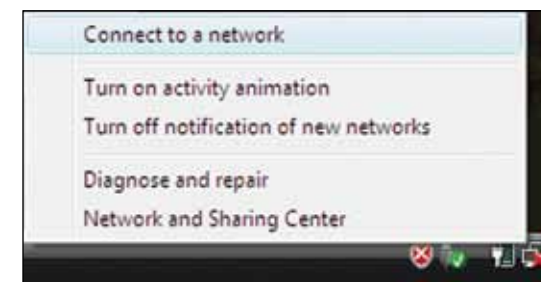 Connect to a network
Turn on activity animation
Turn off notification of new networks
Diagnose and repair
Network and Sharing Center